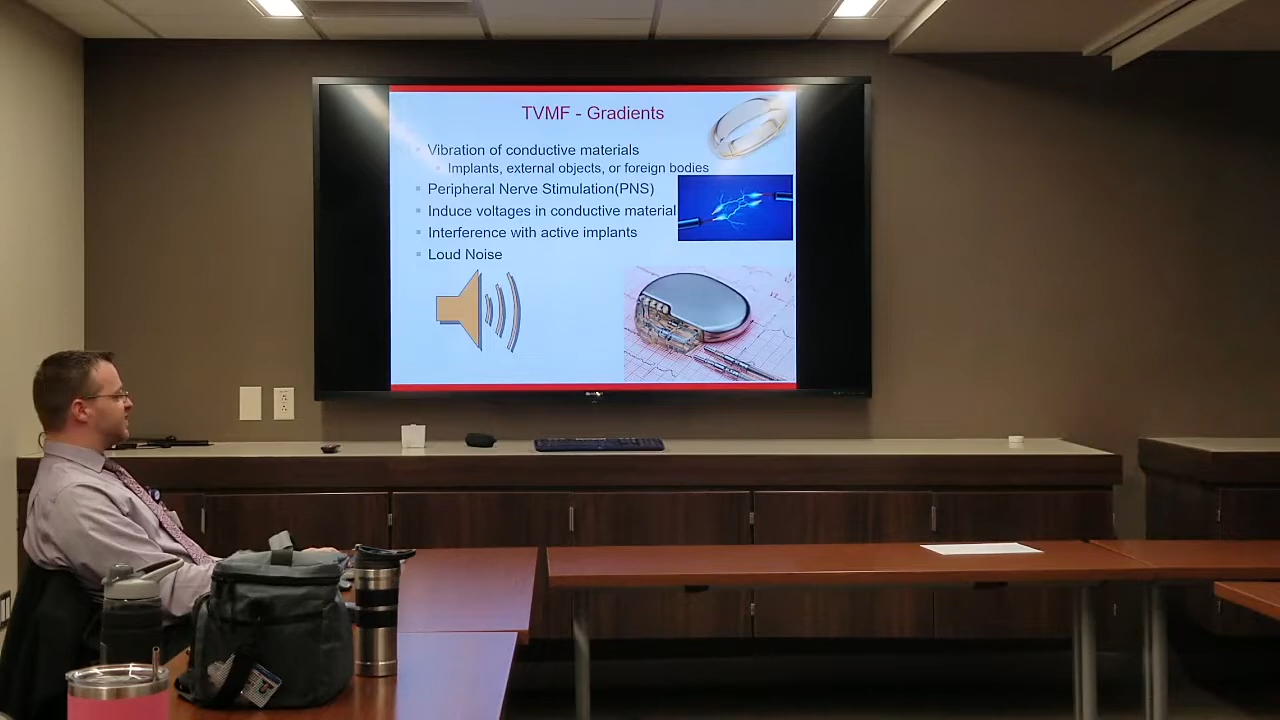 TVMF - Gradients
Vibration of conductive materials
Implants, external objects, or foreign bodies
Peripheral Nerve Stimulation(PNS)
Induce voltages in conductive material
Interference with active implants
Loud Noise